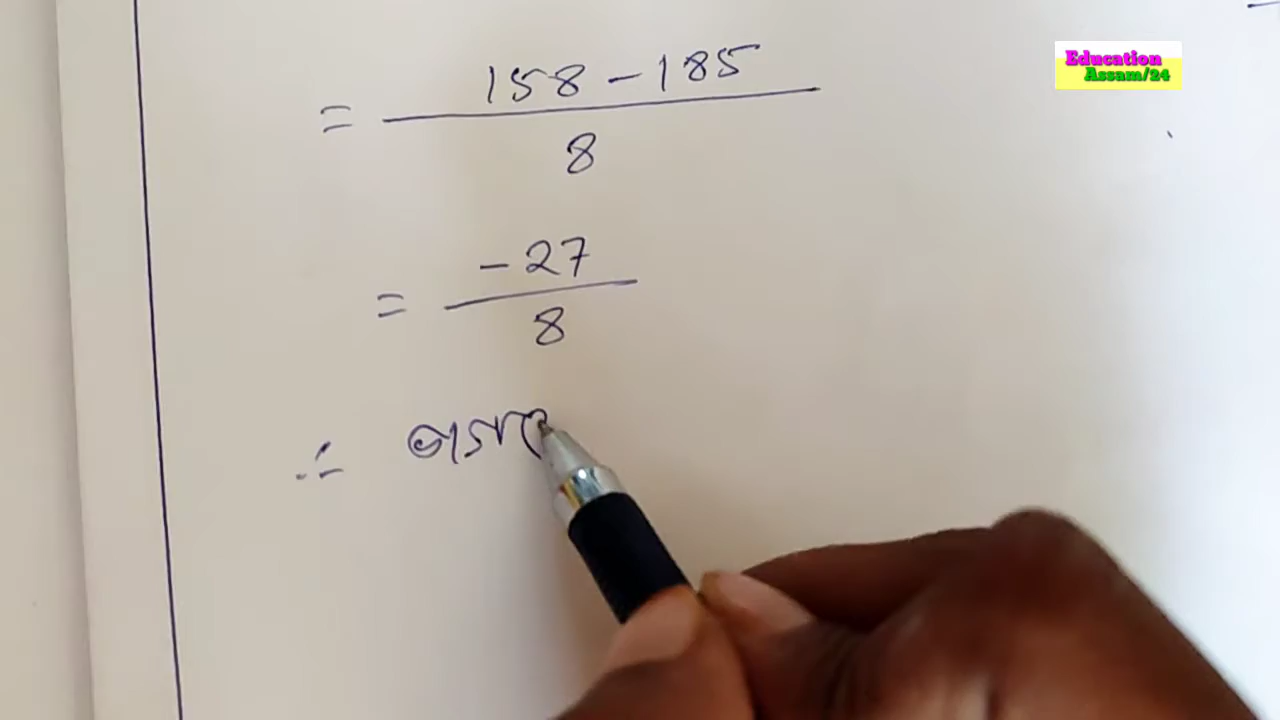 Education
Assam/24
= 158 - 185 / 8
= -27 / 8
∴